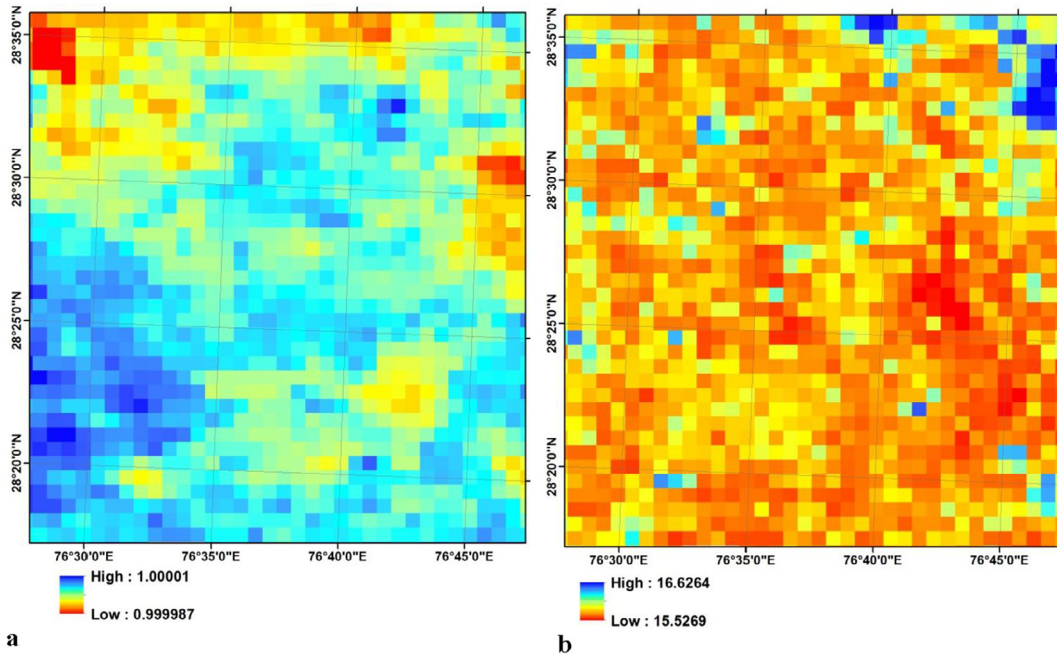 28°35'0"N
28°30'0"N
28°25'0"N
28°20'0"N
76°30'0"E 76°35'0"E 76°40'0"E 76°45'0"E
High : 1.00001
Low : 0.999987
a
28°35'0"N
28°30'0"N
28°25'0"N
28°20'0"N
76°30'0"E 76°35'0"E 76°40'0"E 76°45'0"E
High : 16.6264
Low : 15.5269
b